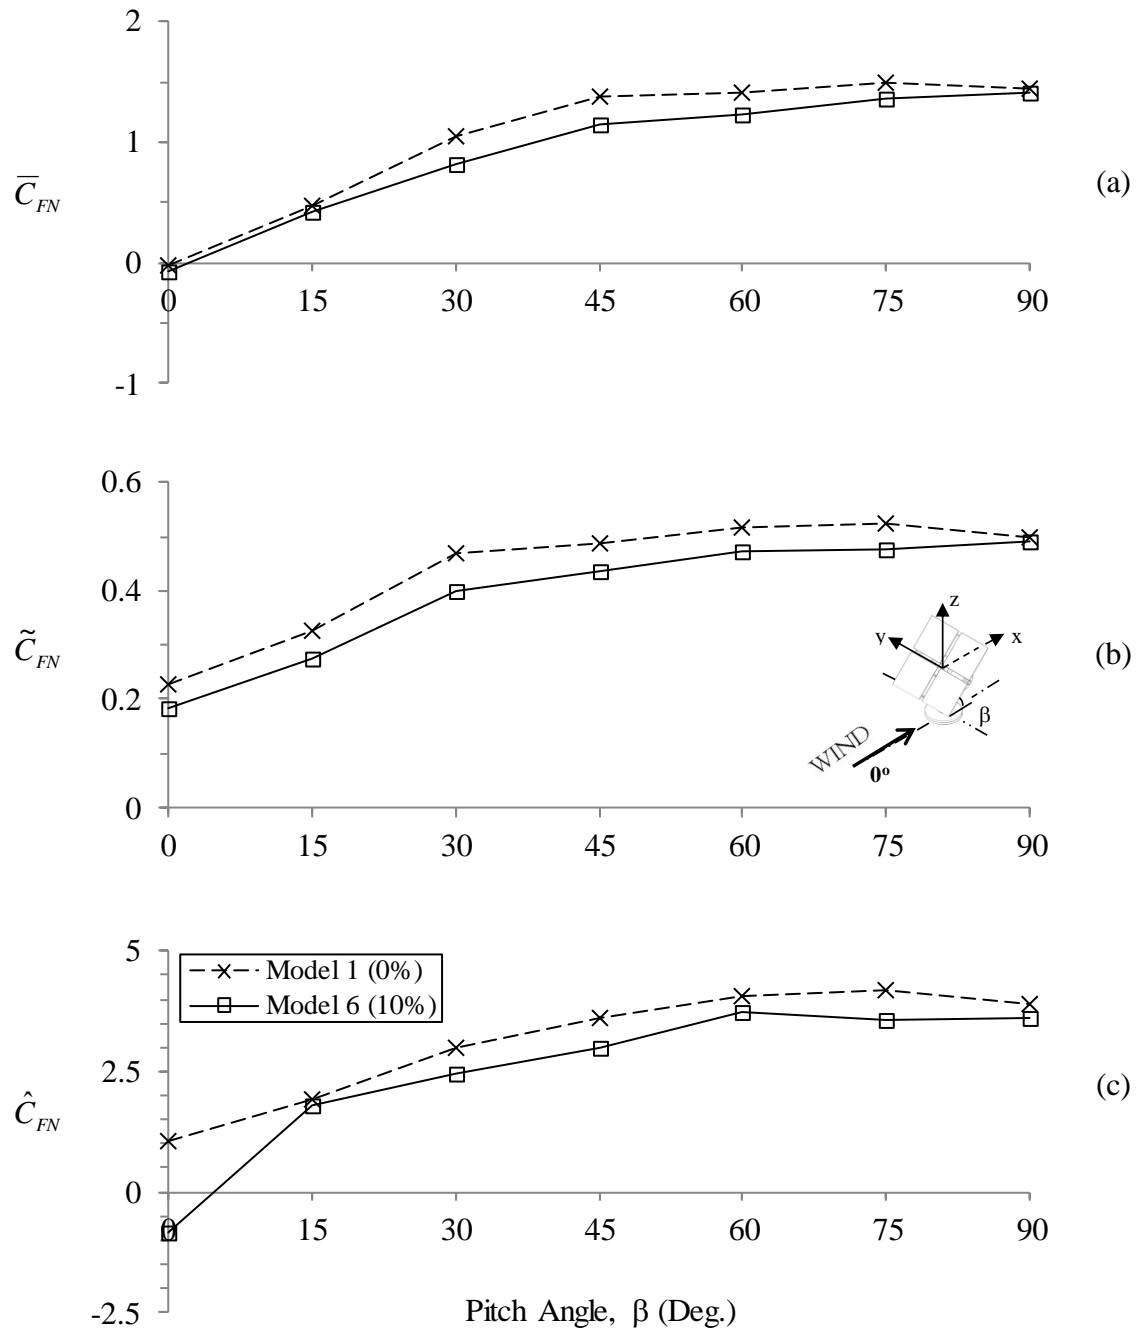 2
1
0
-1
C̅FN
0 15 30 45 60 75 90
(a)
0.6
0.4
0.2
0
C̃FN
0 15 30 45 60 75 90
(b)
z
y
x
β
WIND
0º
5
2.5
0
-2.5
ĈFN
Model 1 (0%)
Model 6 (10%)
0 15 30 45 60 75 90
(c)
Pitch Angle, β (Deg.)